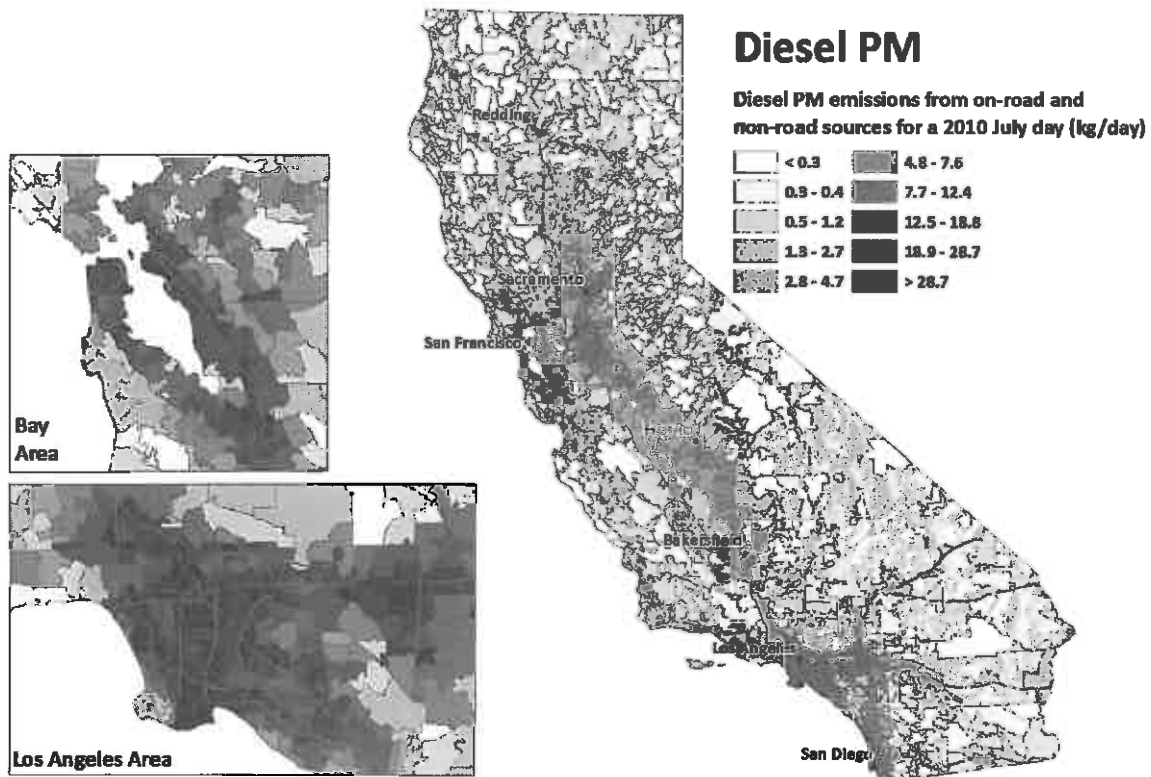 Diesel PM
Diesel PM emissions from on-road and
non-road sources for a 2010 July day (kg/day)
< 0.3
0.3 - 0.4
0.5 - 1.2
1.3 - 2.7
2.8 - 4.7
4.8 - 7.6
7.7 - 12.4
12.5 - 18.8
18.9 - 28.7
> 28.7
Redding
Sacramento
San Francisco
Fresno
Bakersfield
Los Angeles
San Diego
Bay
Area
Los Angeles Area